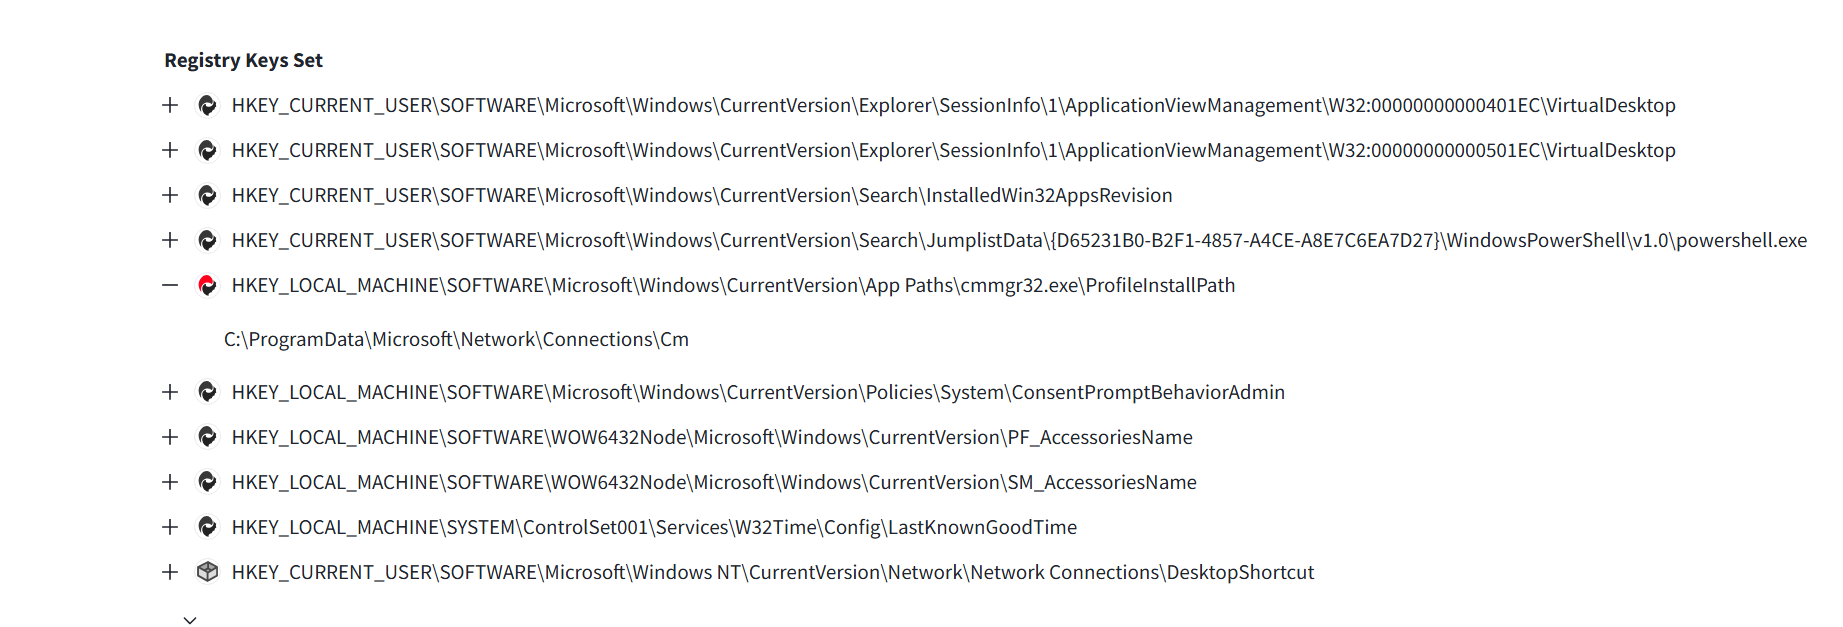 Registry Keys Set
HKEY_CURRENT_USER\SOFTWARE\Microsoft\Windows\CurrentVersion\Explorer\SessionInfo\1\ApplicationViewManagement\W32:00000000000401EC\VirtualDesktop
HKEY_CURRENT_USER\SOFTWARE\Microsoft\Windows\CurrentVersion\Explorer\SessionInfo\1\ApplicationViewManagement\W32:00000000000501EC\VirtualDesktop
HKEY_CURRENT_USER\SOFTWARE\Microsoft\Windows\CurrentVersion\Search\InstalledWin32AppsRevision
HKEY_CURRENT_USER\SOFTWARE\Microsoft\Windows\CurrentVersion\Search\JumplistData\{D65231B0-B2F1-4857-A4CE-A8E7C6EA7D27}\WindowsPowerShell\v1.0\powershell.exe
HKEY_LOCAL_MACHINE\SOFTWARE\Microsoft\Windows\CurrentVersion\App Paths\cmmgr32.exe\ProfileInstallPath
C:\ProgramData\Microsoft\Network\Connections\Cm
HKEY_LOCAL_MACHINE\SOFTWARE\Microsoft\Windows\CurrentVersion\Policies\System\ConsentPromptBehaviorAdmin
HKEY_LOCAL_MACHINE\SOFTWARE\WOW6432Node\Microsoft\Windows\CurrentVersion\PF_AccessoriesName
HKEY_LOCAL_MACHINE\SOFTWARE\WOW6432Node\Microsoft\Windows\CurrentVersion\SM_AccessoriesName
HKEY_LOCAL_MACHINE\SYSTEM\ControlSet001\Services\W32Time\Config\LastKnownGoodTime
HKEY_CURRENT_USER\SOFTWARE\Microsoft\Windows NT\CurrentVersion\Network\Network Connections\DesktopShortcut